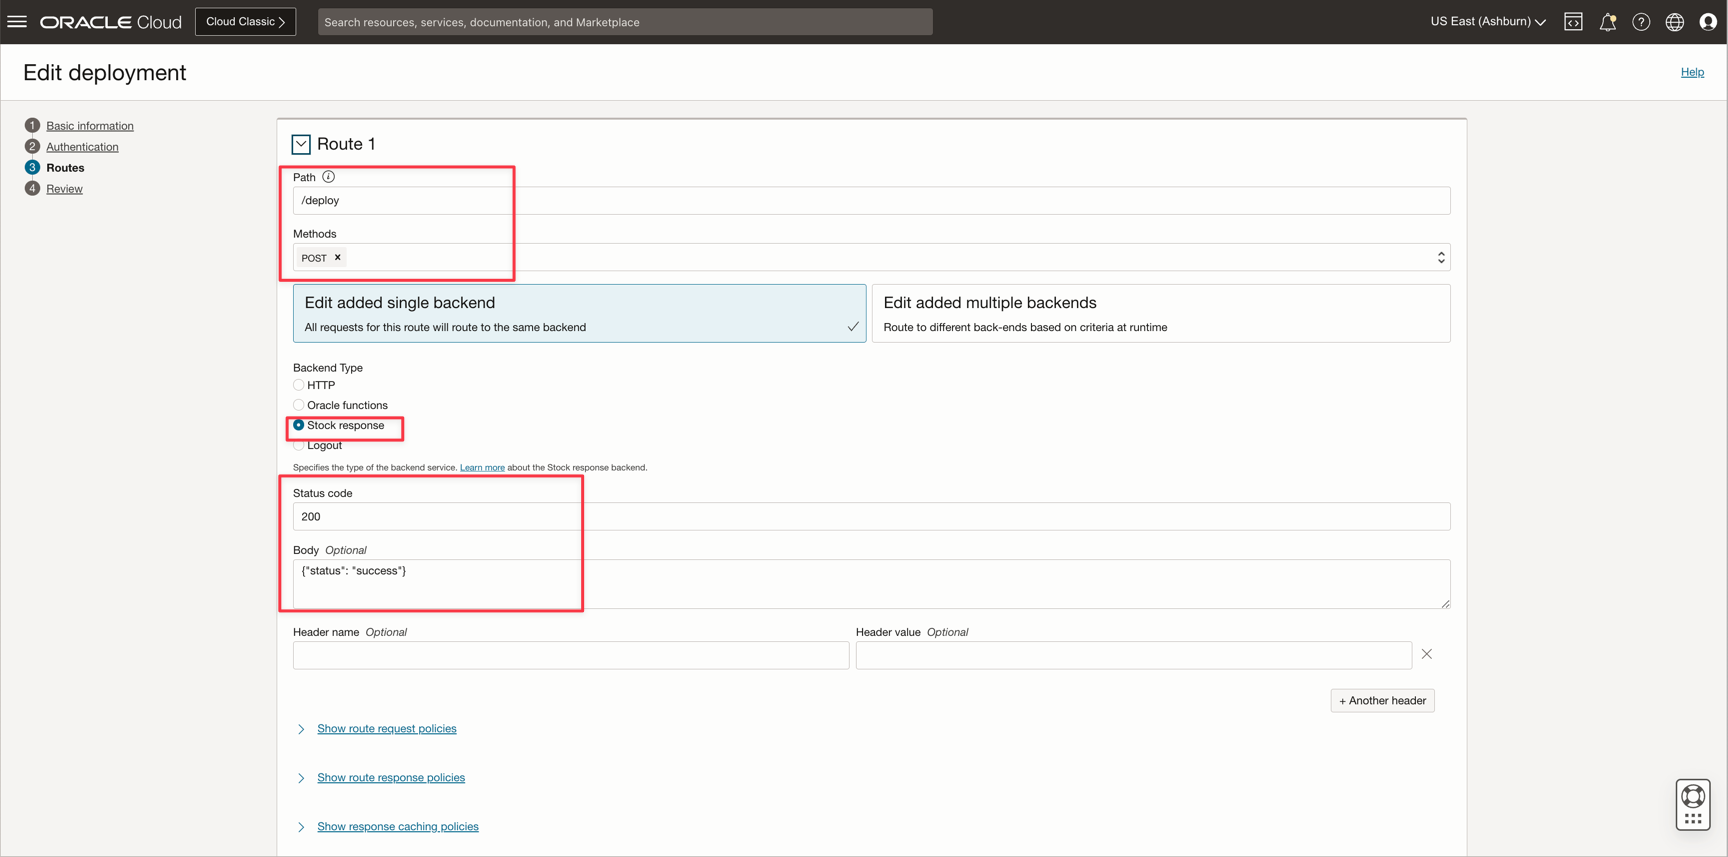 ORACLE Cloud
Cloud Classic
Search resources, services, documentation, and Marketplace
US East (Ashburn)
Edit deployment
Help
1 Basic information
2 Authentication
3 Routes
4 Review
Route 1
Path
/deploy
Methods
POST
Edit added single backend
All requests for this route will route to the same backend
Edit added multiple backends
Route to different back-ends based on criteria at runtime
Backend Type
HTTP
Oracle functions
Stock response
Logout
Specifies the type of the backend service. Learn more about the Stock response backend.
Status code
200
Body Optional
{"status": "success"}
Header name Optional
Header value Optional
+ Another header
Show route request policies
Show route response policies
Show response caching policies